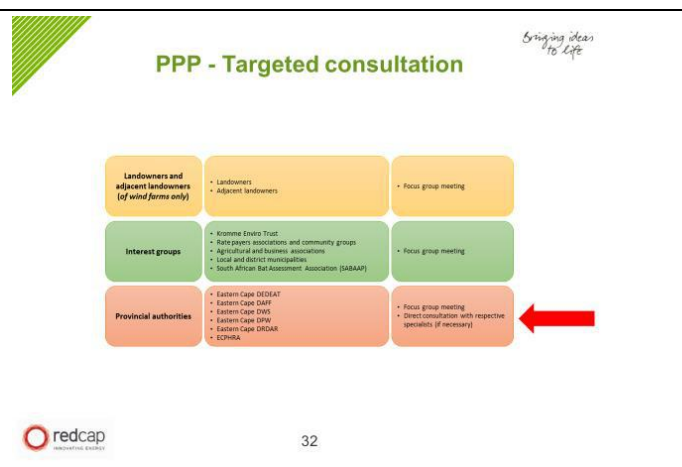 Bringing ideas
to life
PPP - Targeted consultation
Landowners and
adjacent landowners
(of wind farms only)
• Landowners
• Adjacent landowners
• Focus group meeting
Interest groups
• Kromme Enviro Trust
• Rate payers associations and community groups
• Agricultural and business associations
• Local and district municipalities
• South African Bat Assessment Association (SABAAP)
• Focus group meeting
Provincial authorities
• Eastern Cape DEDEAT
• Eastern Cape DAFF
• Eastern Cape DWS
• Eastern Cape DPW
• Eastern Cape DRDAR
• ECPHRA
• Focus group meeting
• Direct consultation with respective
specialists (if necessary)
redcap
INNOVATIVE ENERGY
32